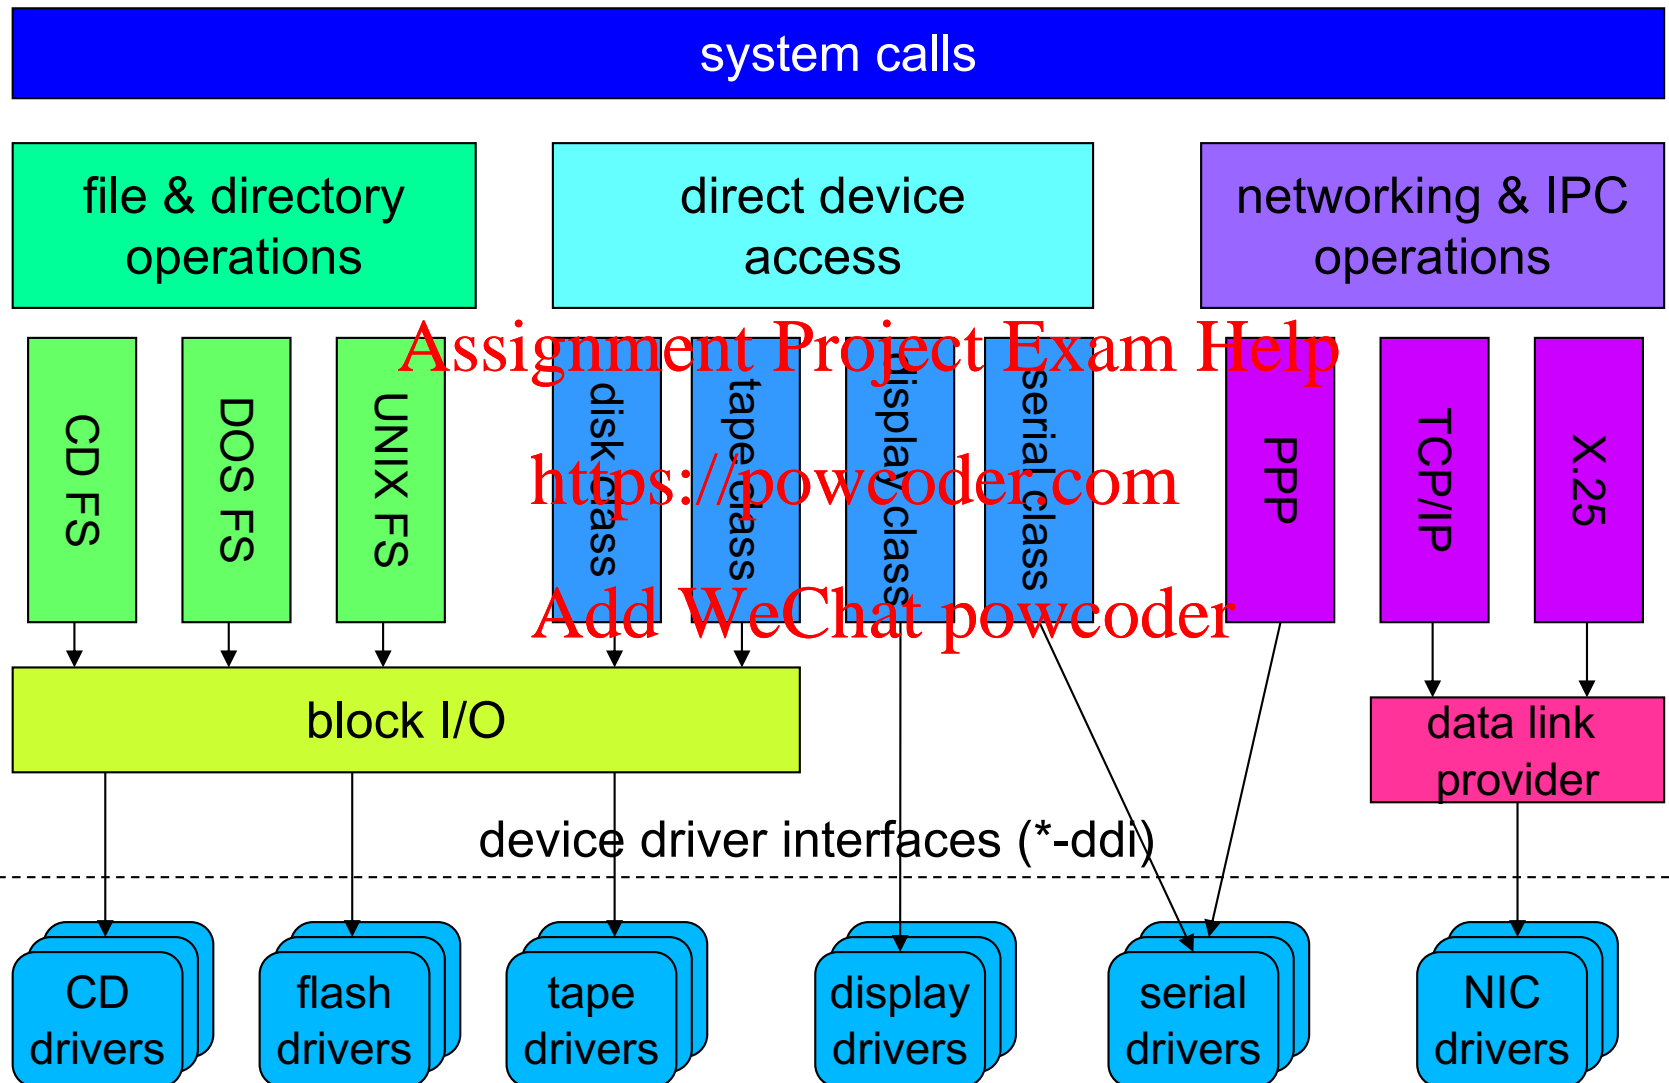 system calls
file & directory
operations
direct device
access
networking & IPC
operations
Assignment Project Exam Help
CD FS
DOS FS
UNIX FS
disk class
tape class
display class
serial class
PPP
TCP/IP
X.25
https://powcoder.com
Add WeChat powcoder
block I/O
data link
provider
device driver interfaces (*-ddi)
CD
drivers
flash
drivers
tape
drivers
display
drivers
serial
drivers
NIC
drivers